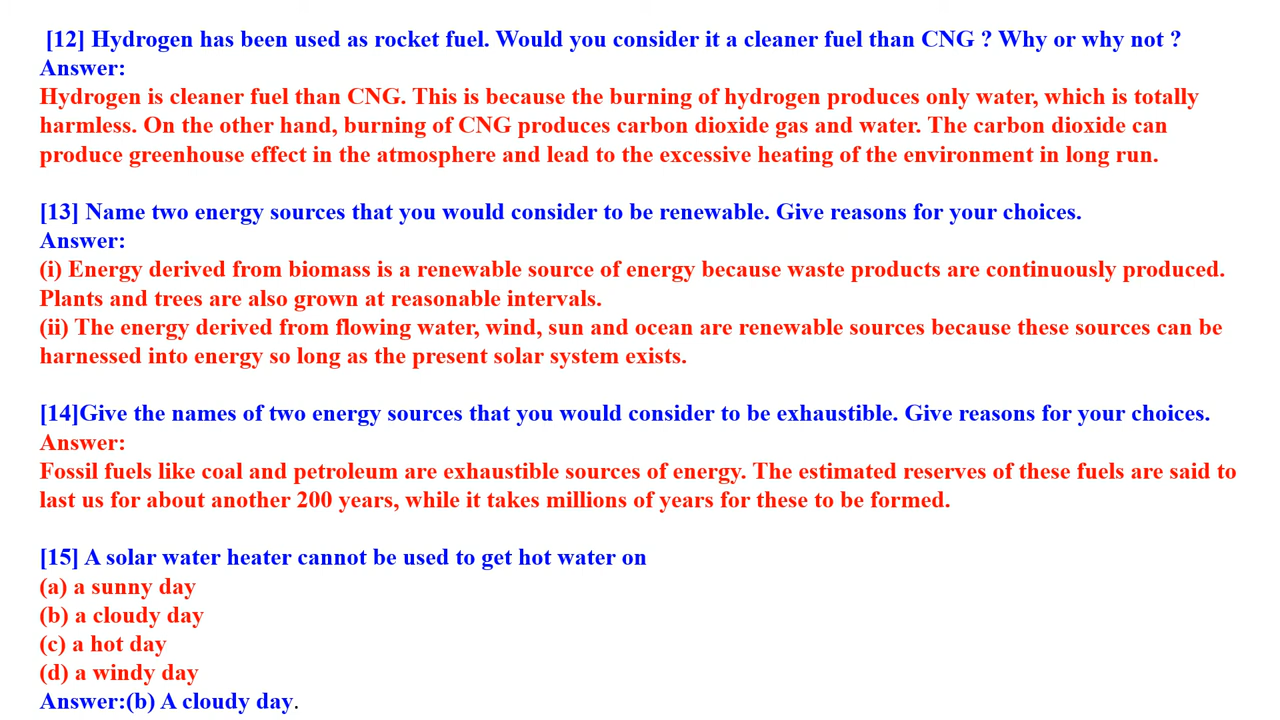 [12] Hydrogen has been used as rocket fuel. Would you consider it a cleaner fuel than CNG ? Why or why not ?
Answer:
Hydrogen is cleaner fuel than CNG. This is because the burning of hydrogen produces only water, which is totally
harmless. On the other hand, burning of CNG produces carbon dioxide gas and water. The carbon dioxide can
produce greenhouse effect in the atmosphere and lead to the excessive heating of the environment in long run.
[13] Name two energy sources that you would consider to be renewable. Give reasons for your choices.
Answer:
(i) Energy derived from biomass is a renewable source of energy because waste products are continuously produced.
Plants and trees are also grown at reasonable intervals.
(ii) The energy derived from flowing water, wind, sun and ocean are renewable sources because these sources can be
harnessed into energy so long as the present solar system exists.
[14]Give the names of two energy sources that you would consider to be exhaustible. Give reasons for your choices.
Answer:
Fossil fuels like coal and petroleum are exhaustible sources of energy. The estimated reserves of these fuels are said to
last us for about another 200 years, while it takes millions of years for these to be formed.
[15] A solar water heater cannot be used to get hot water on
(a) a sunny day
(b) a cloudy day
(c) a hot day
(d) a windy day
Answer:(b) A cloudy day.